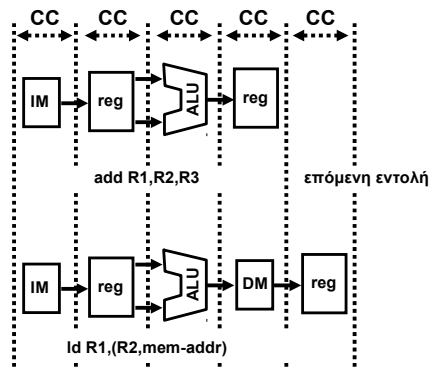 CC CC CC CC CC
IM reg ALU reg
add R1,R2,R3 επόμενη εντολή
IM reg ALU DM reg
ld R1,(R2,mem-addr)